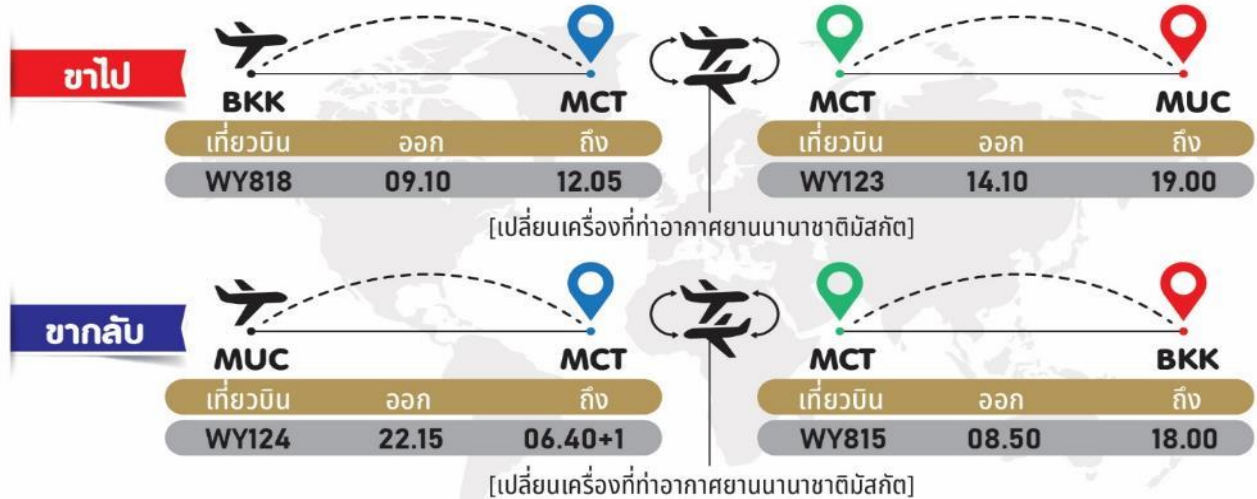 ขาไป
BKK MCT MCT MUC
เที่ยวบิน ออก ถึง เที่ยวบิน ออก ถึง
WY818 09.10 12.05 WY123 14.10 19.00
[เปลี่ยนเครื่องที่ท่าอากาศยานนานาชาติมัสกัต]
ขากลับ
MUC MCT MCT BKK
เที่ยวบิน ออก ถึง เที่ยวบิน ออก ถึง
WY124 22.15 06.40+1 WY815 08.50 18.00
[เปลี่ยนเครื่องที่ท่าอากาศยานนานาชาติมัสกัต]